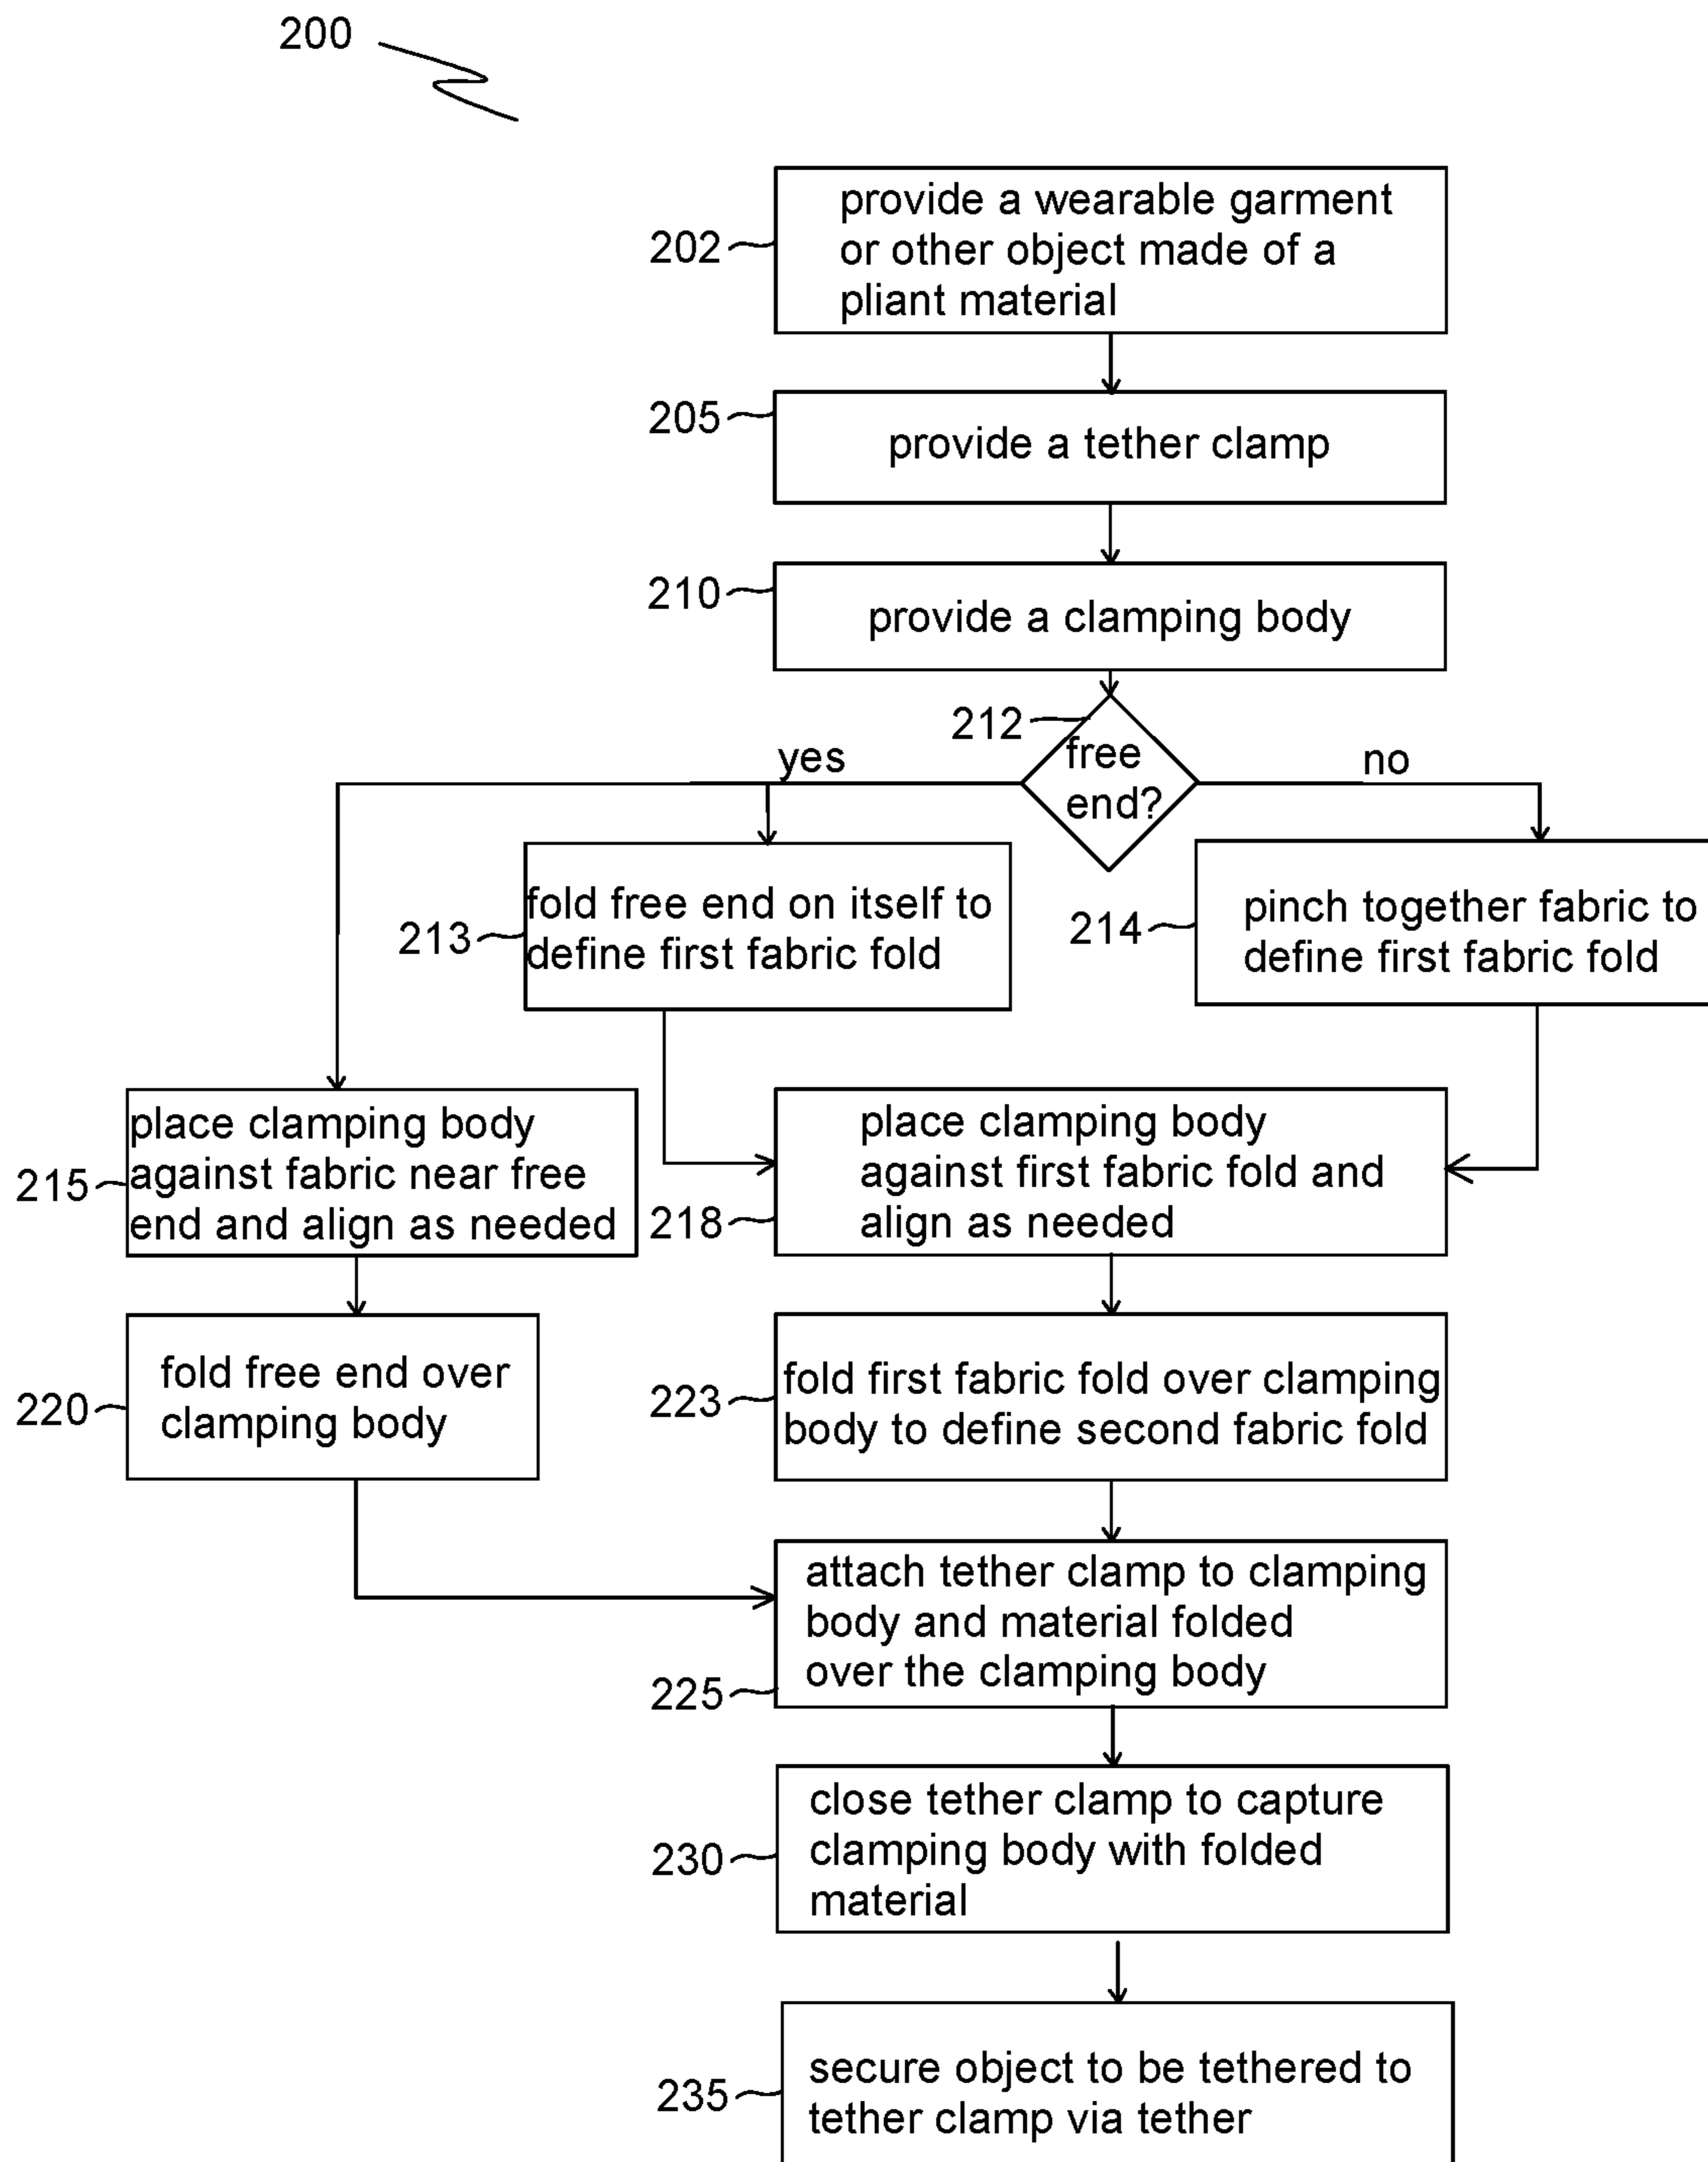 200
202
provide a wearable garment
or other object made of a
pliant material
205
provide a tether clamp
210
provide a clamping body
212
free
end?
yes
no
213
fold free end on itself to
define first fabric fold
214
pinch together fabric to
define first fabric fold
215
place clamping body
against fabric near free
end and align as needed
218
place clamping body
against first fabric fold and
align as needed
220
fold free end over
clamping body
223
fold first fabric fold over clamping
body to define second fabric fold
225
attach tether clamp to clamping
body and material folded
over the clamping body
230
close tether clamp to capture
clamping body with folded
material
235
secure object to be tethered to
tether clamp via tether